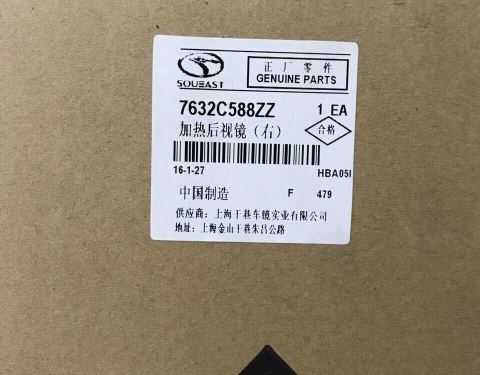 SOUEAST
正厂零件
GENUINE PARTS
7632C588ZZ
1 EA
加热后视镜（右）
合格
16-1-27
HBA05I
中国制造
F
479
供应商：上海干巷车镜实业有限公司
地址：上海金山干巷朱吕公路